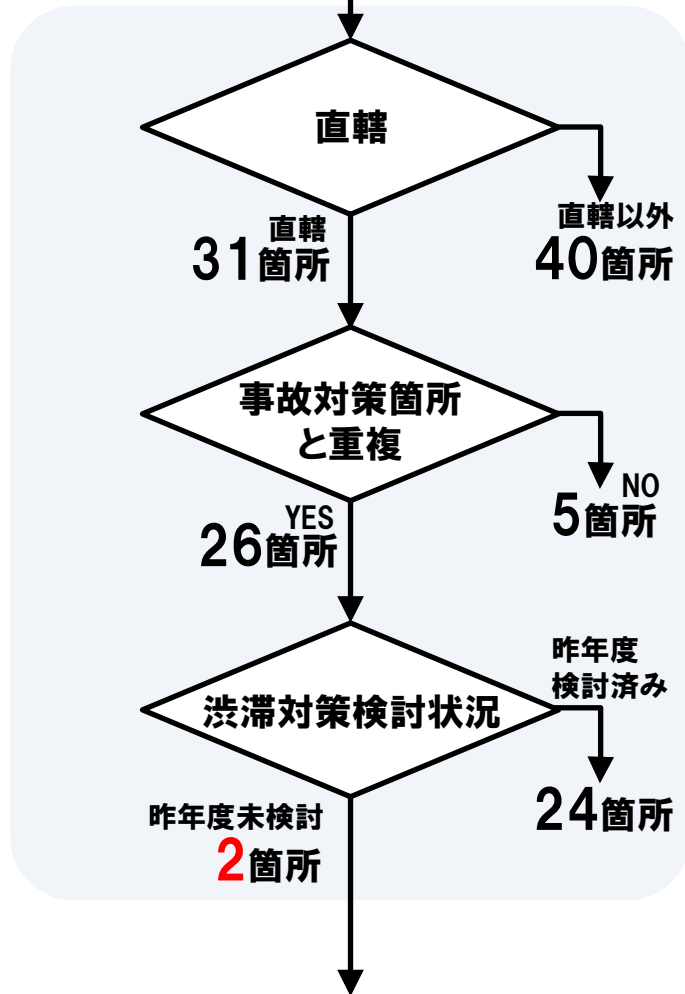 直轄
直轄
31箇所
直轄以外
40箇所
事故対策箇所
と重複
YES
26箇所
NO
5箇所
渋滞対策検討状況
昨年度
検討済み
24箇所
昨年度未検討
2箇所